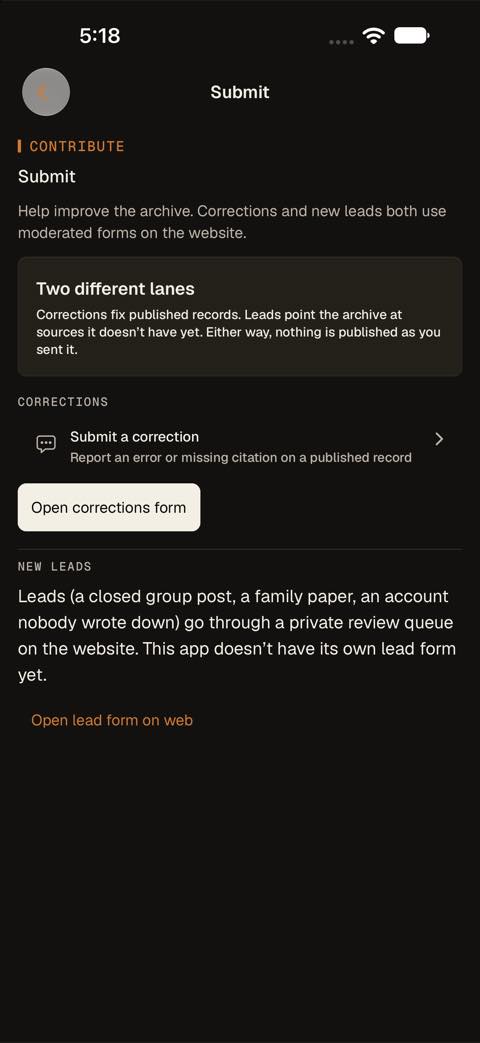 5:18
Submit
CONTRIBUTE
Submit
Help improve the archive. Corrections and new leads both use
moderated forms on the website.
Two different lanes
Corrections fix published records. Leads point the archive at
sources it doesn’t have yet. Either way, nothing is published as you
sent it.
CORRECTIONS
Submit a correction
Report an error or missing citation on a published record
Open corrections form
NEW LEADS
Leads (a closed group post, a family paper, an account
nobody wrote down) go through a private review queue
on the website. This app doesn’t have its own lead form
yet.
Open lead form on web